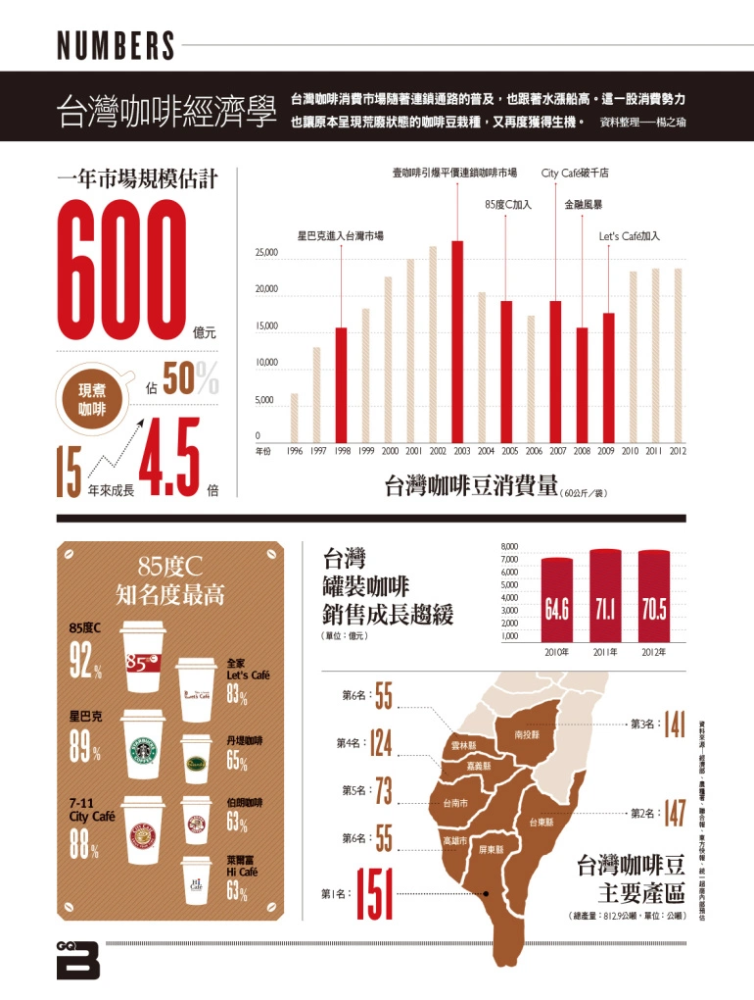 NUMBERS
台灣咖啡經濟學
台灣咖啡消費市場隨著連鎖通路的普及，也跟著水漲船高。這一股消費勢力
也讓原本呈現荒廢狀態的咖啡豆栽種，又再度獲得生機。 資料整理——楊之瑜
一年市場規模估計
600
億元
現煮
咖啡
佔 50%
15 年來成長 4.5 倍
壹咖啡引爆平價連鎖咖啡市場
City Café破千店
85度C加入
金融風暴
星巴克進入台灣市場
Let's Café加入
25,000
20,000
15,000
10,000
5,000
0
年份 1996 1997 1998 1999 2000 2001 2002 2003 2004 2005 2006 2007 2008 2009 2010 2011 2012
台灣咖啡豆消費量（60公斤／袋）
85度C
知名度最高
85度C
92%
85°C
全家
Let's Café
83%
Let's Café
星巴克
89%
STARBUCKS COFFEE
丹堤咖啡
65%
7-11
City Café
88%
CITY CAFE
伯朗咖啡
63%
萊爾富
Hi Café
63%
Hi Café
台灣
罐裝咖啡
銷售成長趨緩
（單位：億元）
8,000
7,000
6,000
5,000
4,000
3,000
2,000
1,000
64.6
71.1
70.5
2010年
2011年
2012年
第6名：55
第4名：124
第5名：73
第6名：55
第1名：151
第3名：141
第2名：147
南投縣
雲林縣
嘉義縣
台南市
高雄市
屏東縣
台東縣
台灣咖啡豆
主要產區
（總產量：812.9公噸，單位：公噸）
資料來源—經濟部、農糧署、聯合報、東方快報、統一超商內部預估
GQ
B